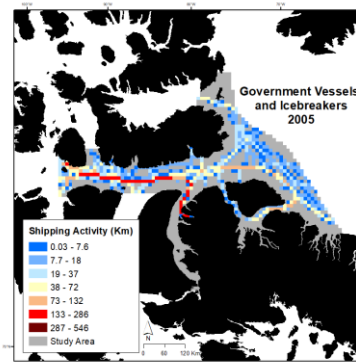 Government Vessels
and Icebreakers
2005
Shipping Activity (Km)
0.03 - 7.6
7.7 - 18
19 - 37
38 - 72
73 - 132
133 - 286
287 - 546
Study Area
N
0
120 Km